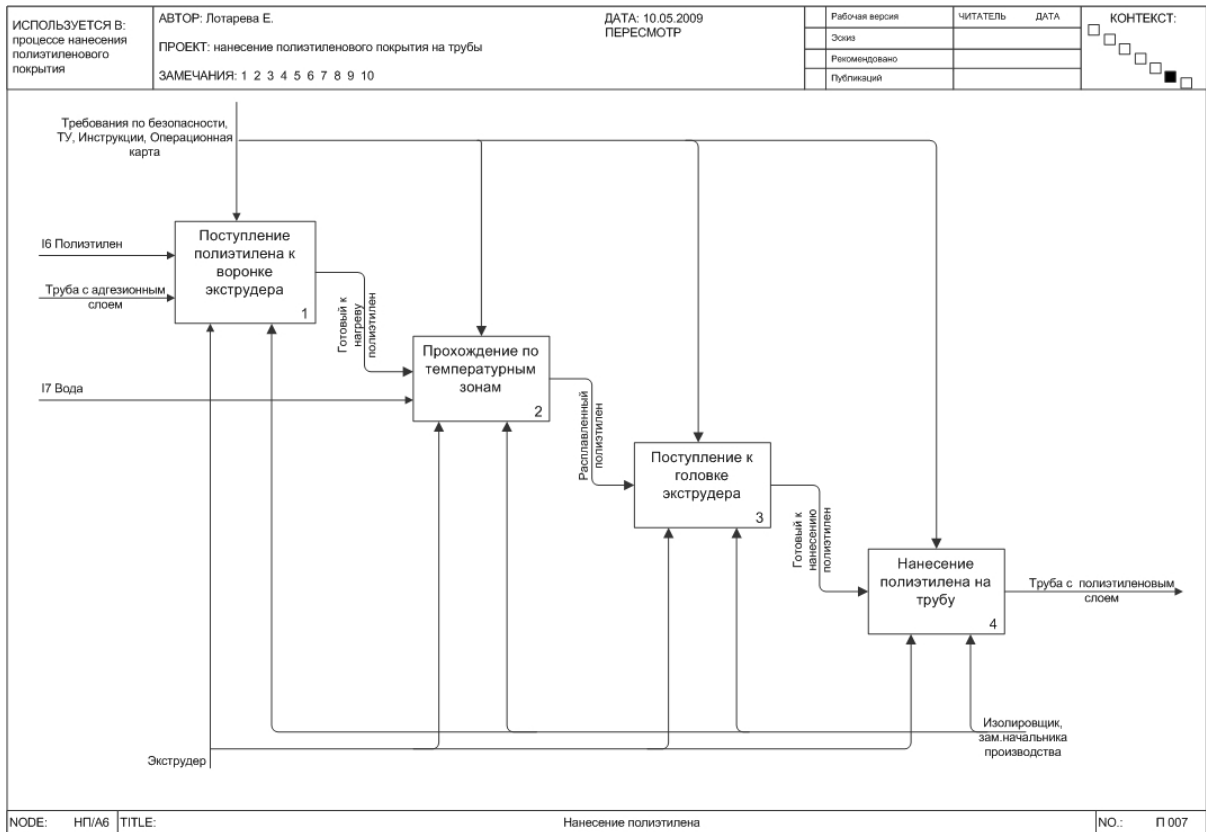 ИСПОЛЬЗУЕТСЯ В:
процессе нанесения
полиэтиленового
покрытия
АВТОР: Лотарева Е.
ПРОЕКТ: нанесение полиэтиленового покрытия на трубы
ЗАМЕЧАНИЯ: 1 2 3 4 5 6 7 8 9 10
ДАТА: 10.05.2009
ПЕРЕСМОТР
Рабочая версия
Эскиз
Рекомендовано
Публикаций
ЧИТАТЕЛЬ ДАТА
КОНТЕКСТ:
Требования по безопасности,
ТУ, Инструкции, Операционная
карта
I6 Полиэтилен
Труба с адгезионным
слоем
Поступление
полиэтилена к
воронке
экструдера
1
Готовый к
нагреву
полиэтилен
I7 Вода
Прохождение по
температурным
зонам
2
Расплавленный
полиэтилен
Поступление к
головке
экструдера
3
Готовый к
нанесению
полиэтилен
Нанесение
полиэтилена на
трубу
4
Труба с полиэтиленовым
слоем
Изолировщик,
зам.начальника
производства
Экструдер
NODE: НП/А6
TITLE: Нанесение полиэтилена
NO.: П 007